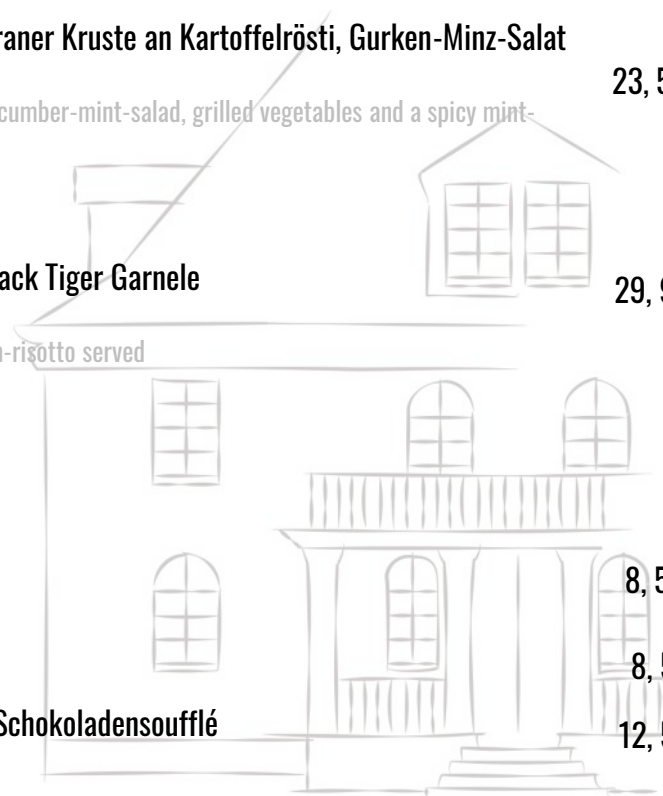 raner Kruste an Kartoffelrösti, Gurken-Minz-Salat
23, 5
cumber-mint-salad, grilled vegetables and a spicy mint-
ack Tiger Garnele
29, 9
-risotto served
8, 5
8, 5
Schokoladensoufflé
12, 5